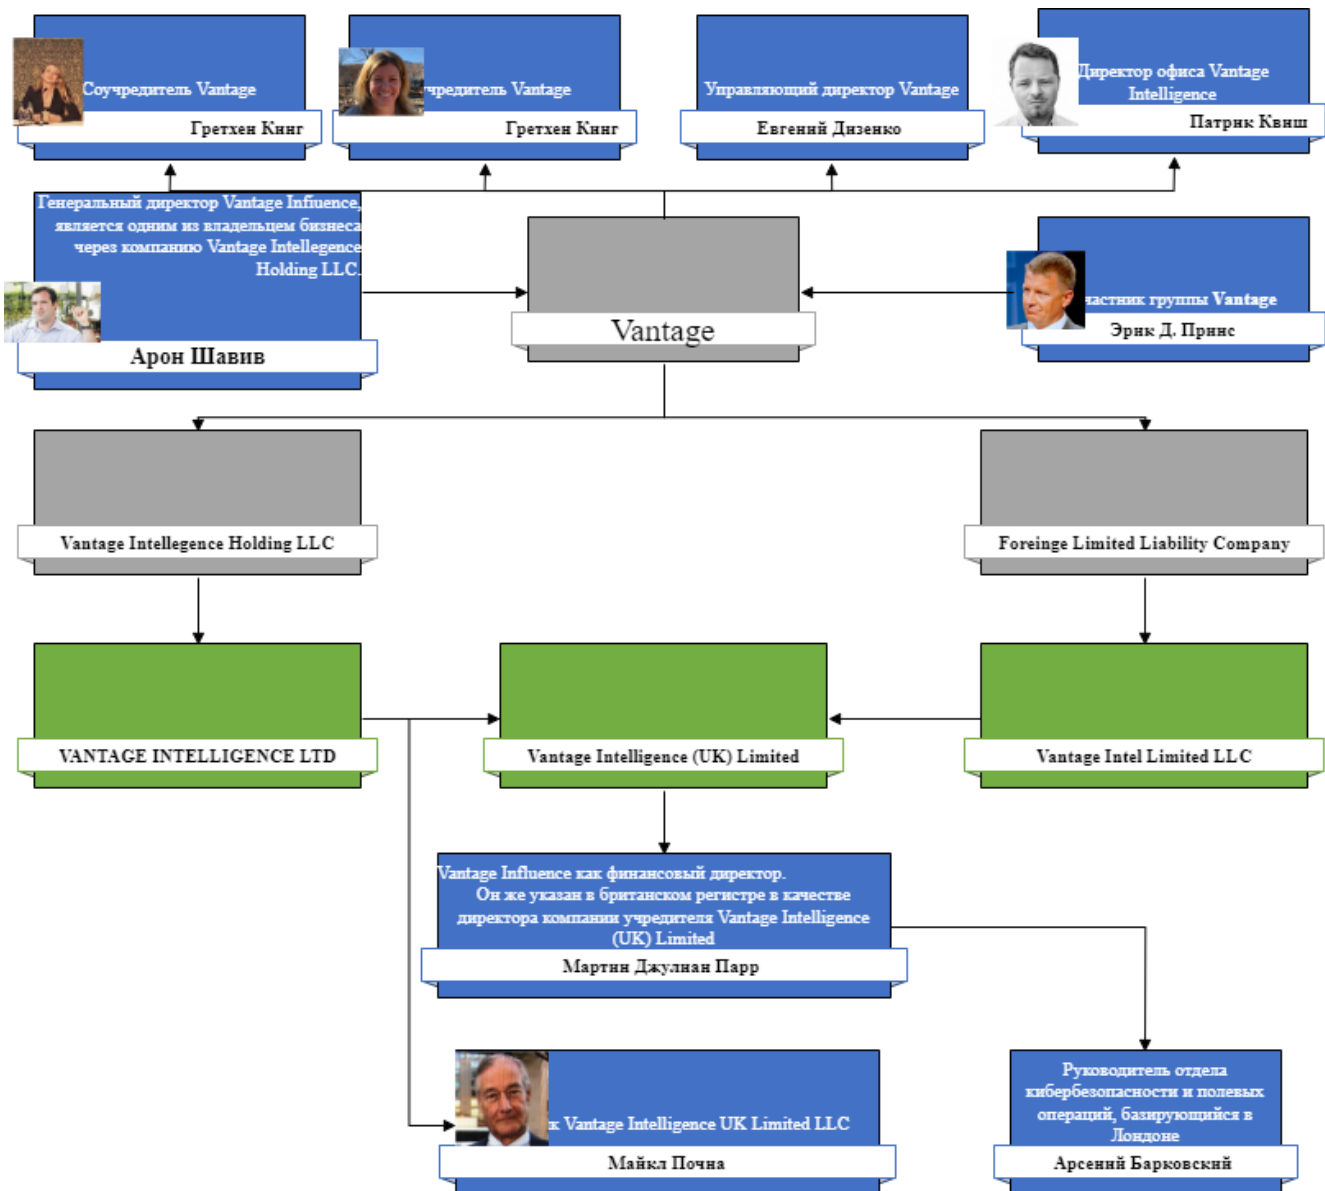 Соучредитель Vantage
Гретхен Кинг
учредитель Vantage
Гретхен Кинг
Управляющий директор Vantage
Евгений Дизенко
Директор офиса Vantage
Intelligence
Патрик Квиш
Генеральный директор Vantage Infiuence,
является одним из владельцем бизнеса
через компанию Vantage Intellegence
Holding LLC.
Арон Шавив
Vantage
частник группы Vantage
Эрик Д. Принс
Vantage Intellegence Holding LLC
Foreinge Limited Liability Company
VANTAGE INTELLIGENCE LTD
Vantage Intelligence (UK) Limited
Vantage Intel Limited LLC
Vantage Influence как финансовый директор.
Он же указан в британском регистре в качестве
директора компании учредителя Vantage Intelligence
(UK) Limited
Мартин Джулиан Парр
к Vantage Intelligence UK Limited LLC
Майкл Почна
Руководитель отдела
кибербезопасности и полевых
операций, базирующийся в
Лондоне
Арсений Барковский